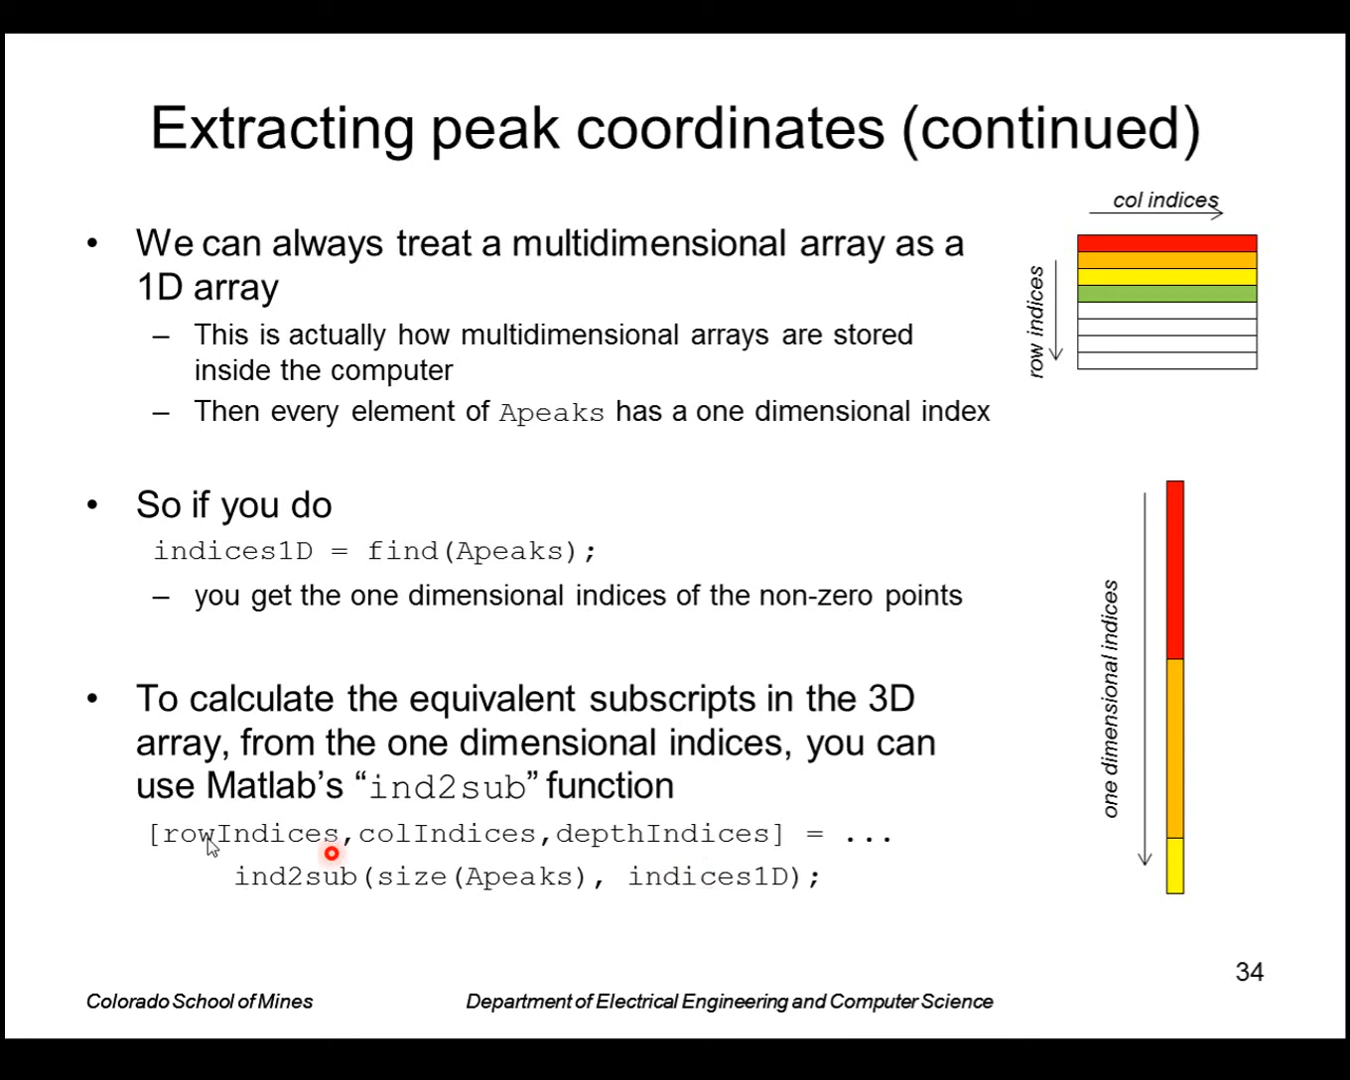 Extracting peak coordinates (continued)
• We can always treat a multidimensional array as a
1D array
– This is actually how multidimensional arrays are stored
inside the computer
– Then every element of Apeaks has a one dimensional index
• So if you do
indices1D = find(Apeaks);
– you get the one dimensional indices of the non-zero points
• To calculate the equivalent subscripts in the 3D
array, from the one dimensional indices, you can
use Matlab's “ind2sub” function
[rowIndices,colIndices,depthIndices] = ...
ind2sub(size(Apeaks), indices1D);
col indices
row indices
one dimensional indices
34
Colorado School of Mines
Department of Electrical Engineering and Computer Science